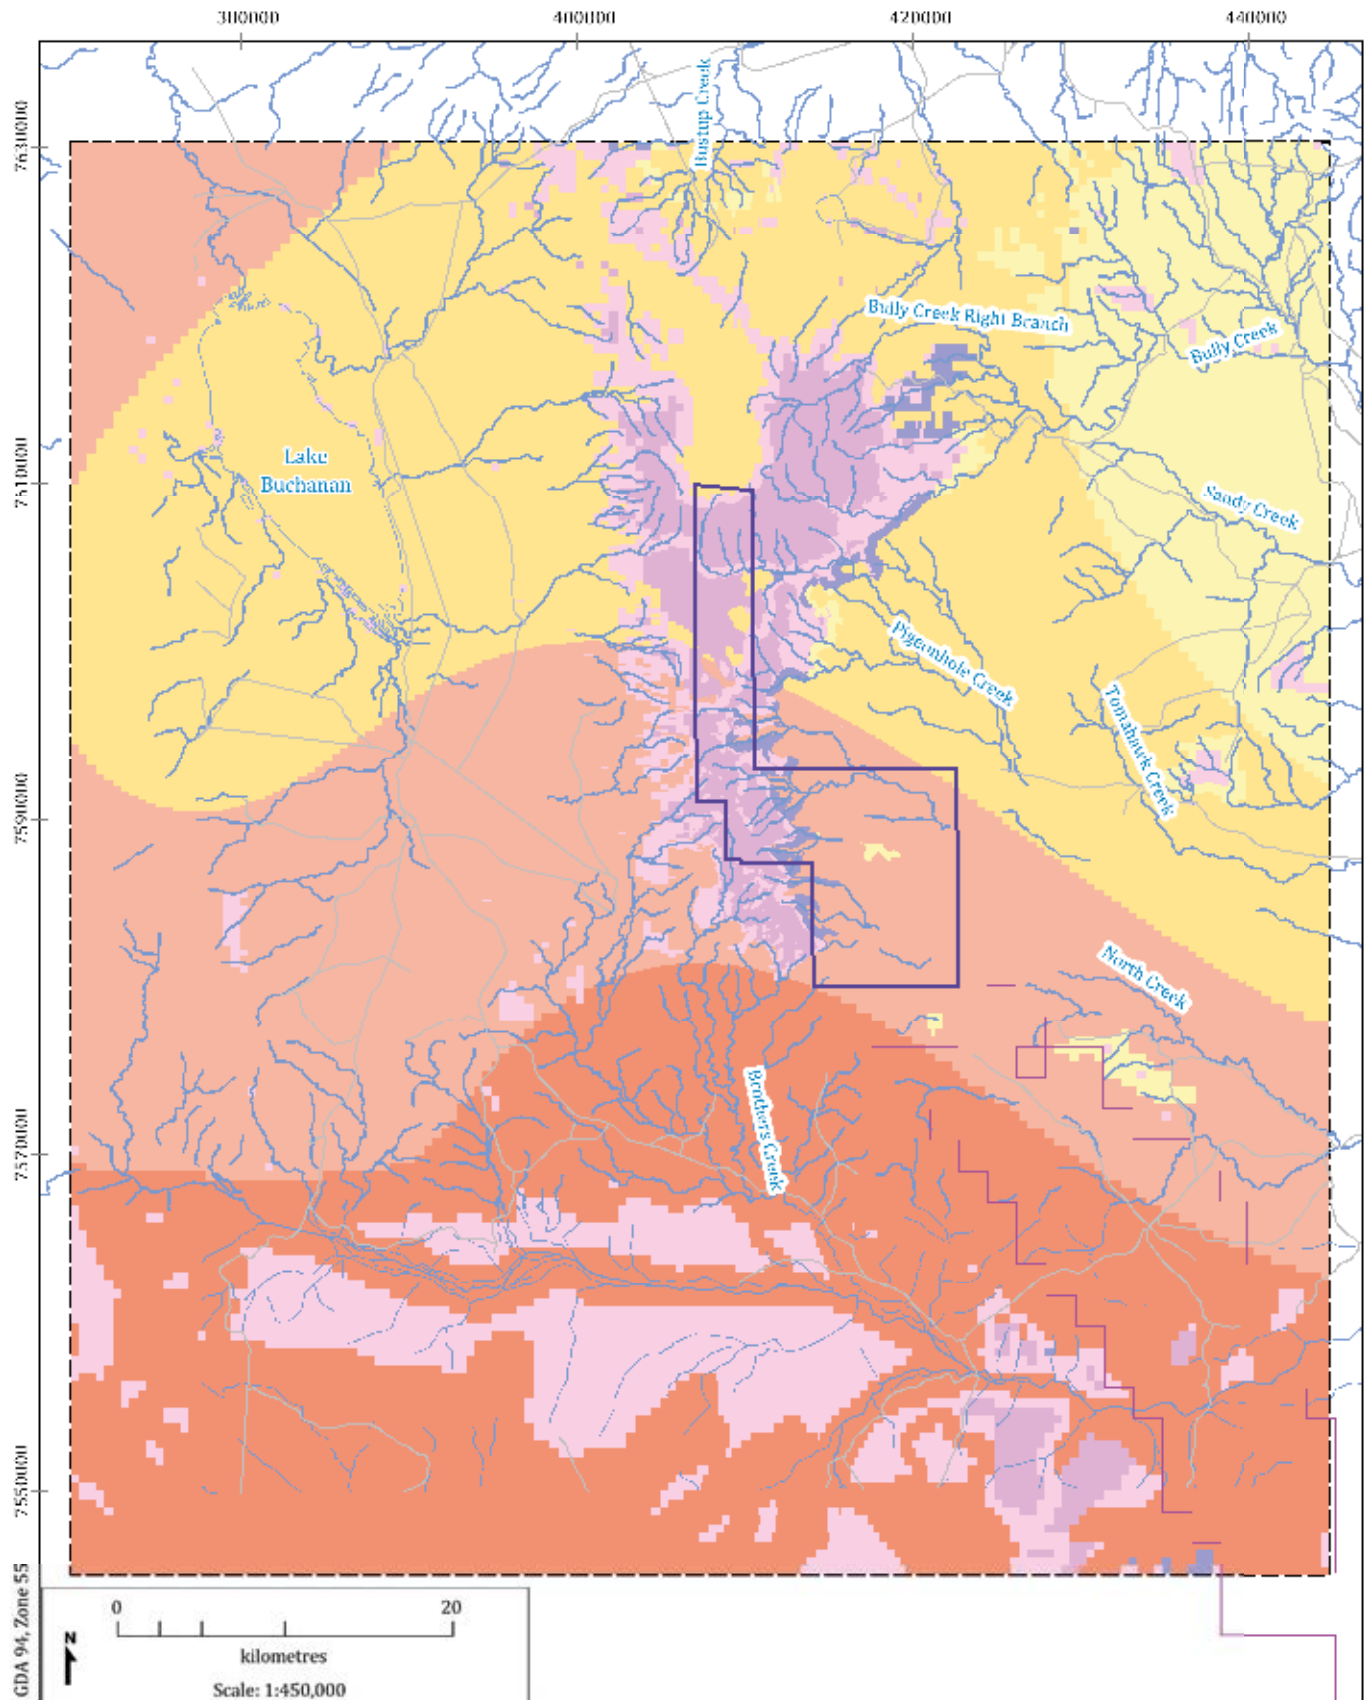 380000 400000 420000 440000
7630000
Bustup Creek
Bully Creek Right Branch
Bully Creek
Lake
Buchanan
7610000
Sandy Creek
Pigeonhole Creek
Tomahawk Creek
7590000
North Creek
Brothers Creek
7570000
7550000
GDA 94, Zone 55
0 20
N
kilometres
Scale: 1:450,000